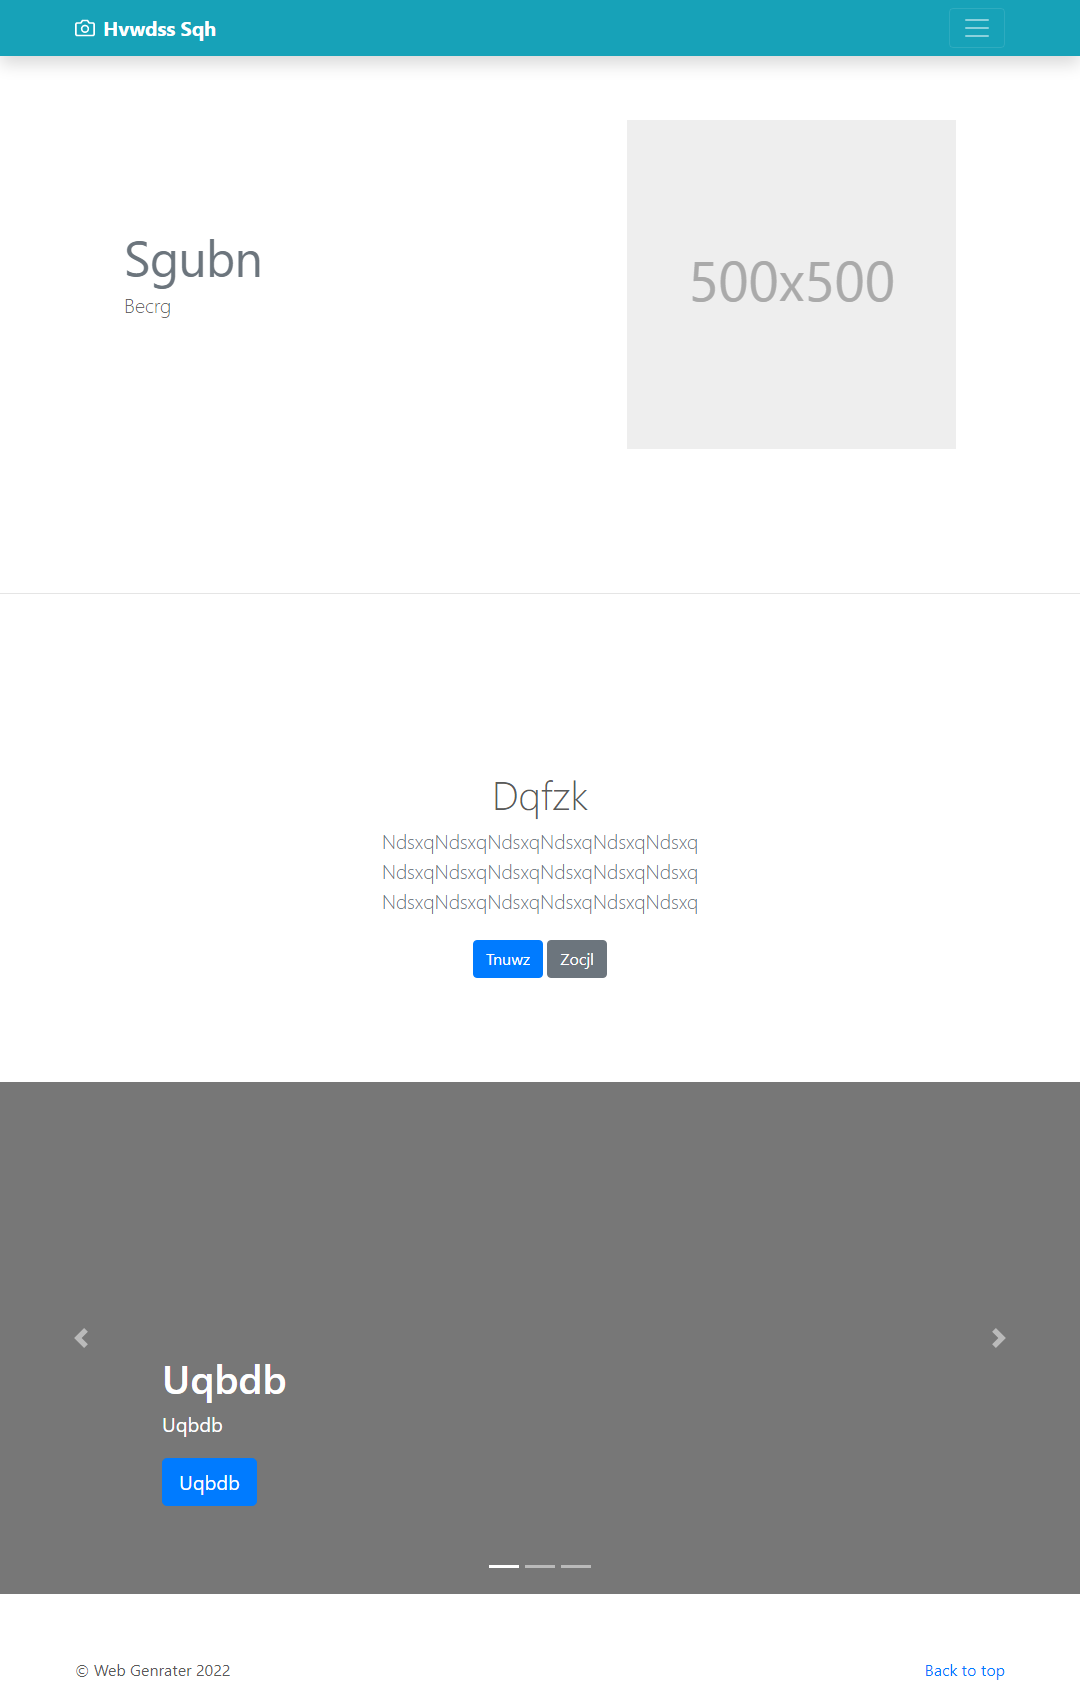 Hvwdss Sqh
Sgubn
Becrg
500x500
Dqfzk
NdsxqNdsxqNdsxqNdsxqNdsxqNdsxq
NdsxqNdsxqNdsxqNdsxqNdsxqNdsxq
NdsxqNdsxqNdsxqNdsxqNdsxqNdsxq
Tnuwz Zocjl
Uqbdb
Uqbdb
Uqbdb
© Web Genrater 2022 Back to top